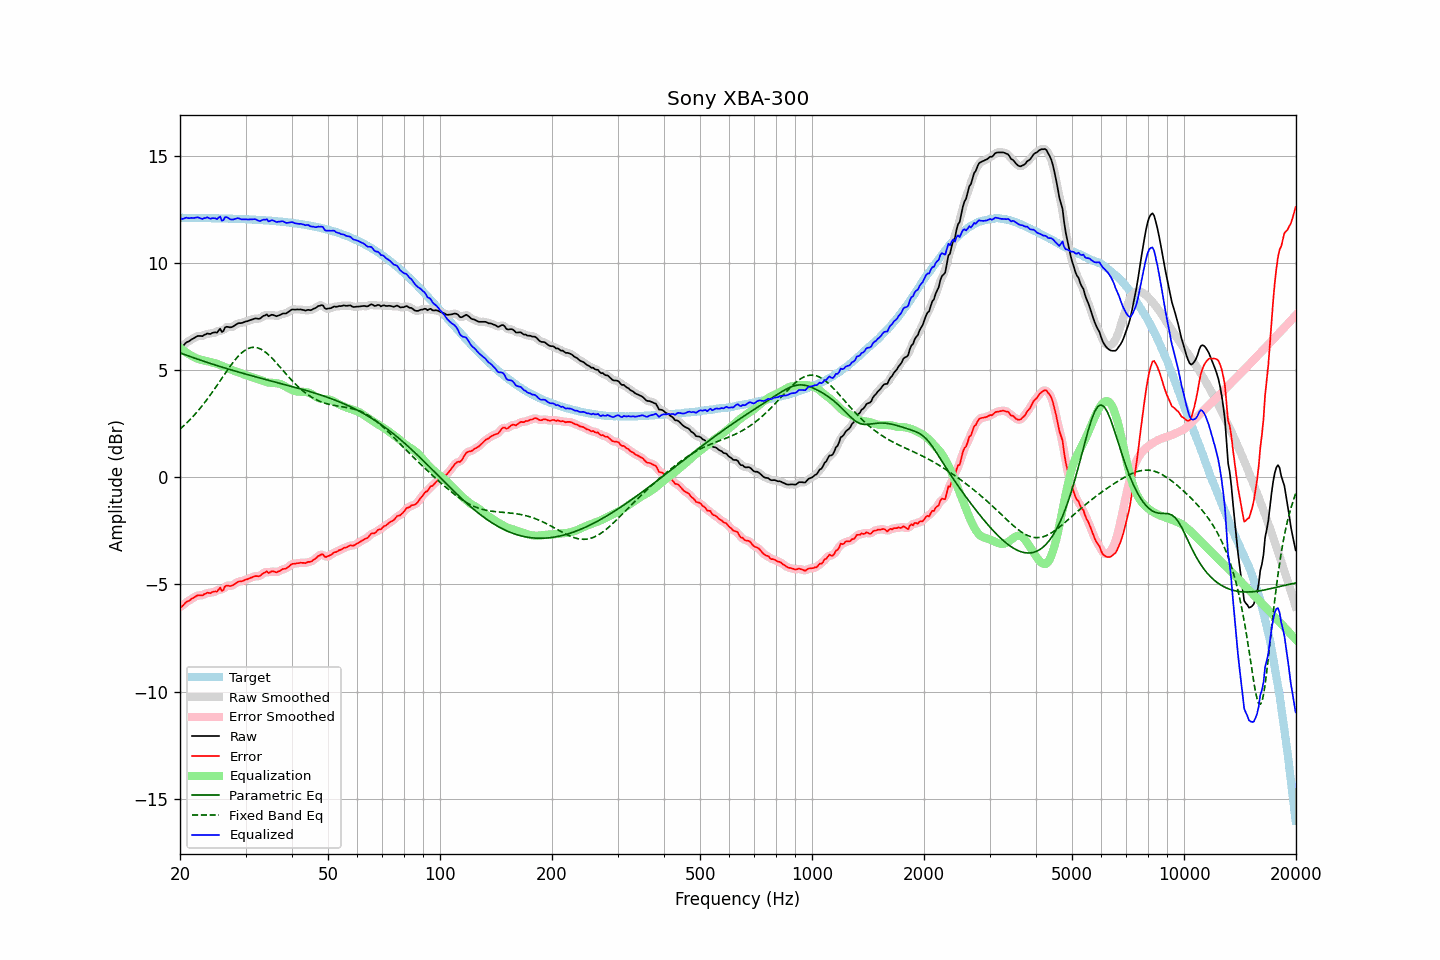 Sony XBA-300
Amplitude (dBr)
15
10
5
0
−5
−10
−15
Target
Raw Smoothed
Error Smoothed
Raw
Error
Equalization
Parametric Eq
Fixed Band Eq
Equalized
20 50 100 200 500 1000 2000 5000 10000 20000
Frequency (Hz)